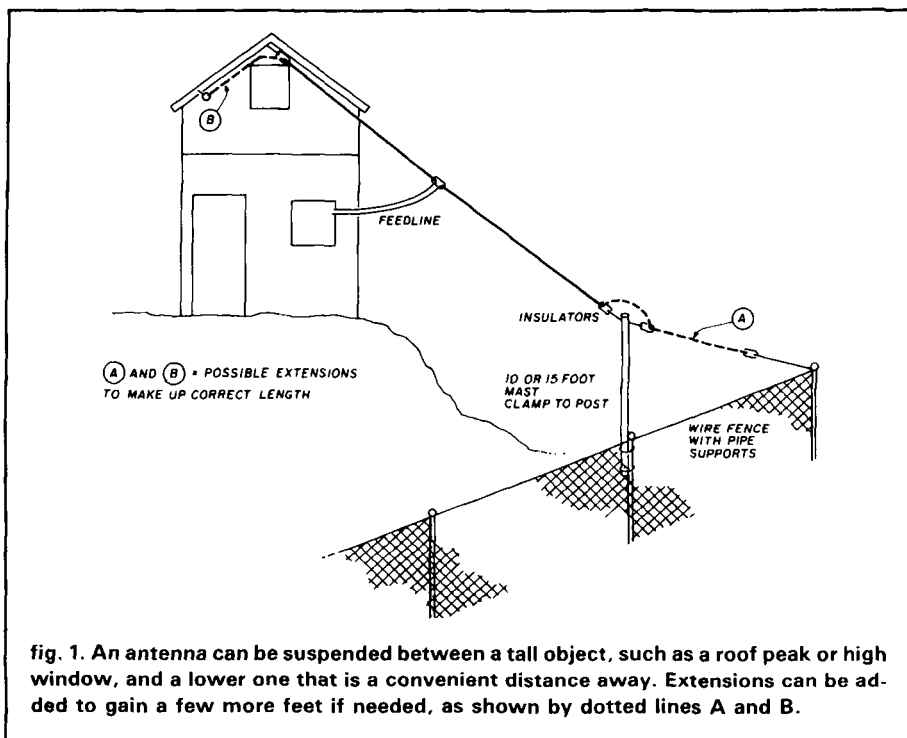 B
FEEDLINE
INSULATORS
A
A AND B = POSSIBLE EXTENSIONS
TO MAKE UP CORRECT LENGTH
10 OR 15 FOOT
MAST
CLAMP TO POST
WIRE FENCE
WITH PIPE
SUPPORTS
fig. 1. An antenna can be suspended between a tall object, such as a roof peak or high
window, and a lower one that is a convenient distance away. Extensions can be ad-
ded to gain a few more feet if needed, as shown by dotted lines A and B.